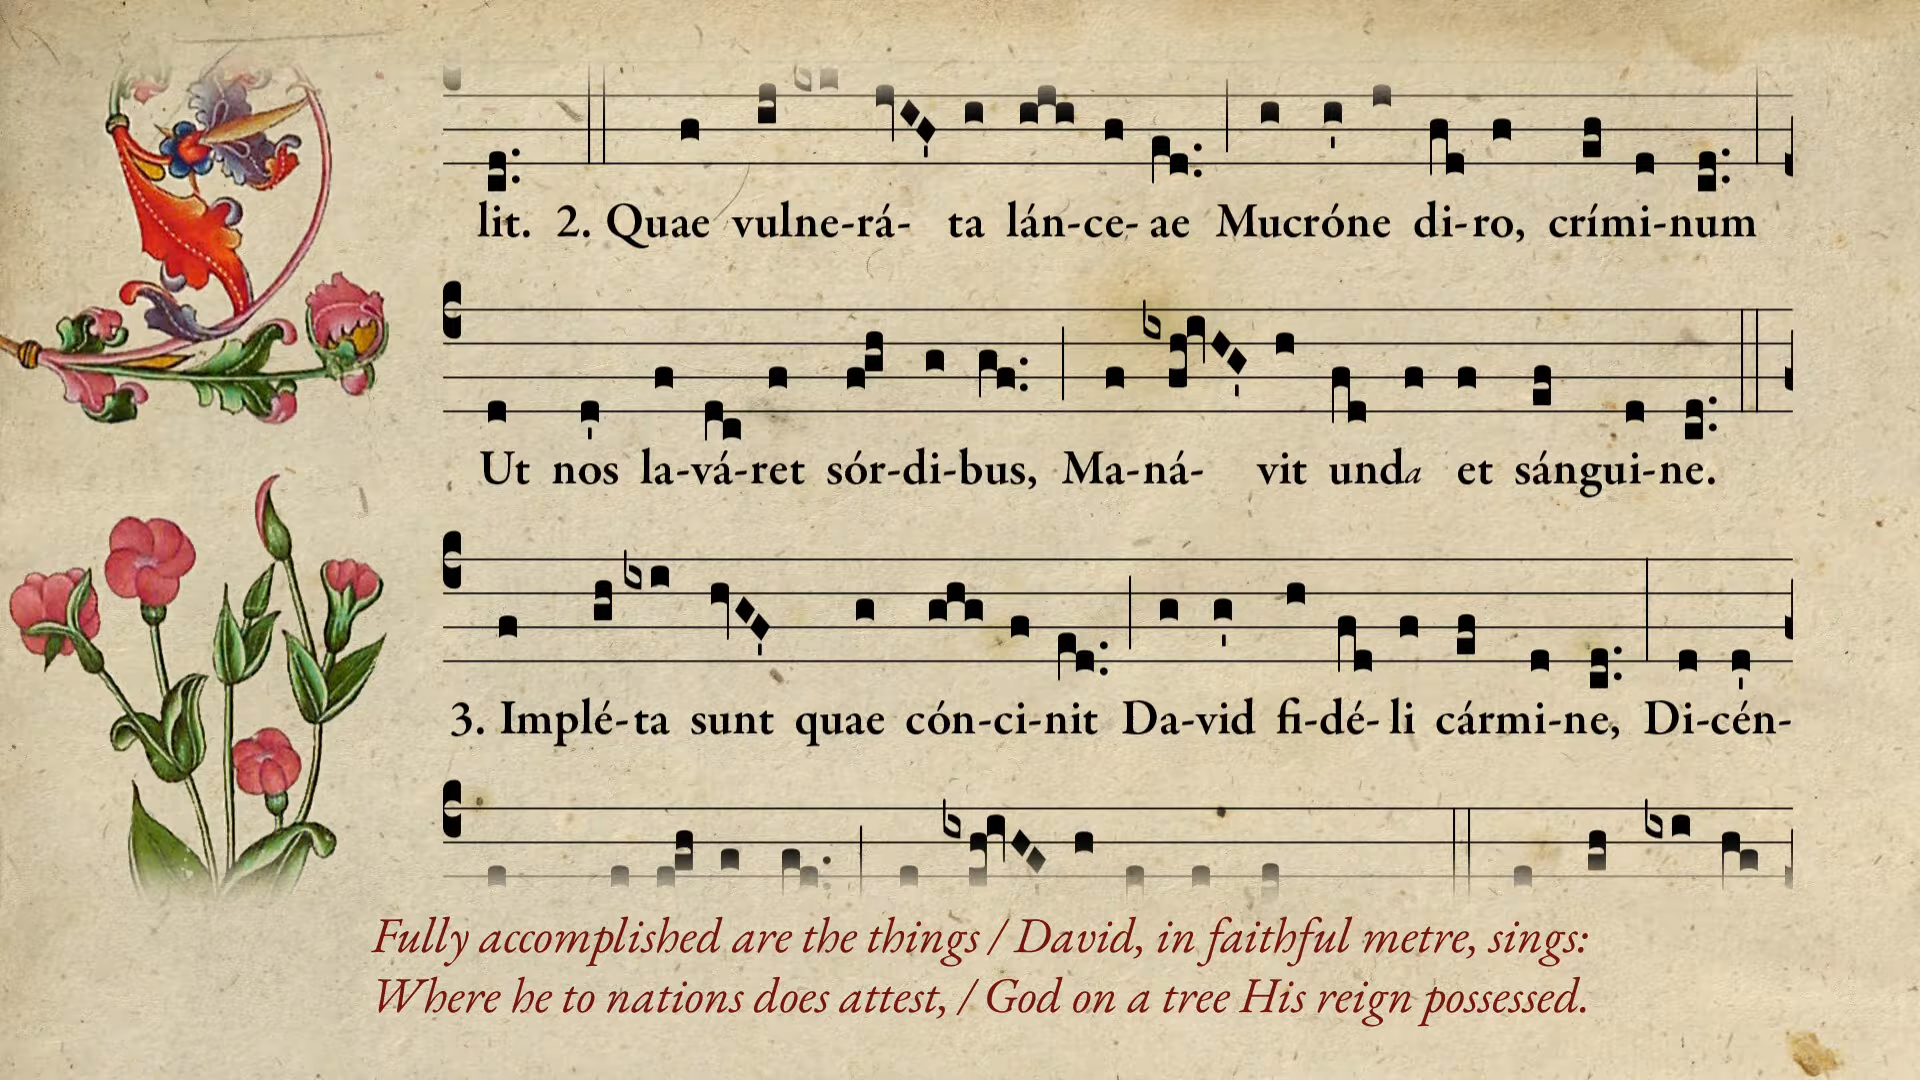 lit. 2. Quae vulne-rá- ta lán-ce- ae Mucróne di-ro, críminum
Ut nos la-vá-ret sór-di-bus, Ma-ná- vit unda et sángui-ne.
3. Implé-ta sunt quae cón-ci-nit Da-vid fi-dé- li cármi-ne, Di-cén-
Fully accomplished are the things / David, in faithful metre, sings:
Where he to nations does attest, / God on a tree His reign possessed.